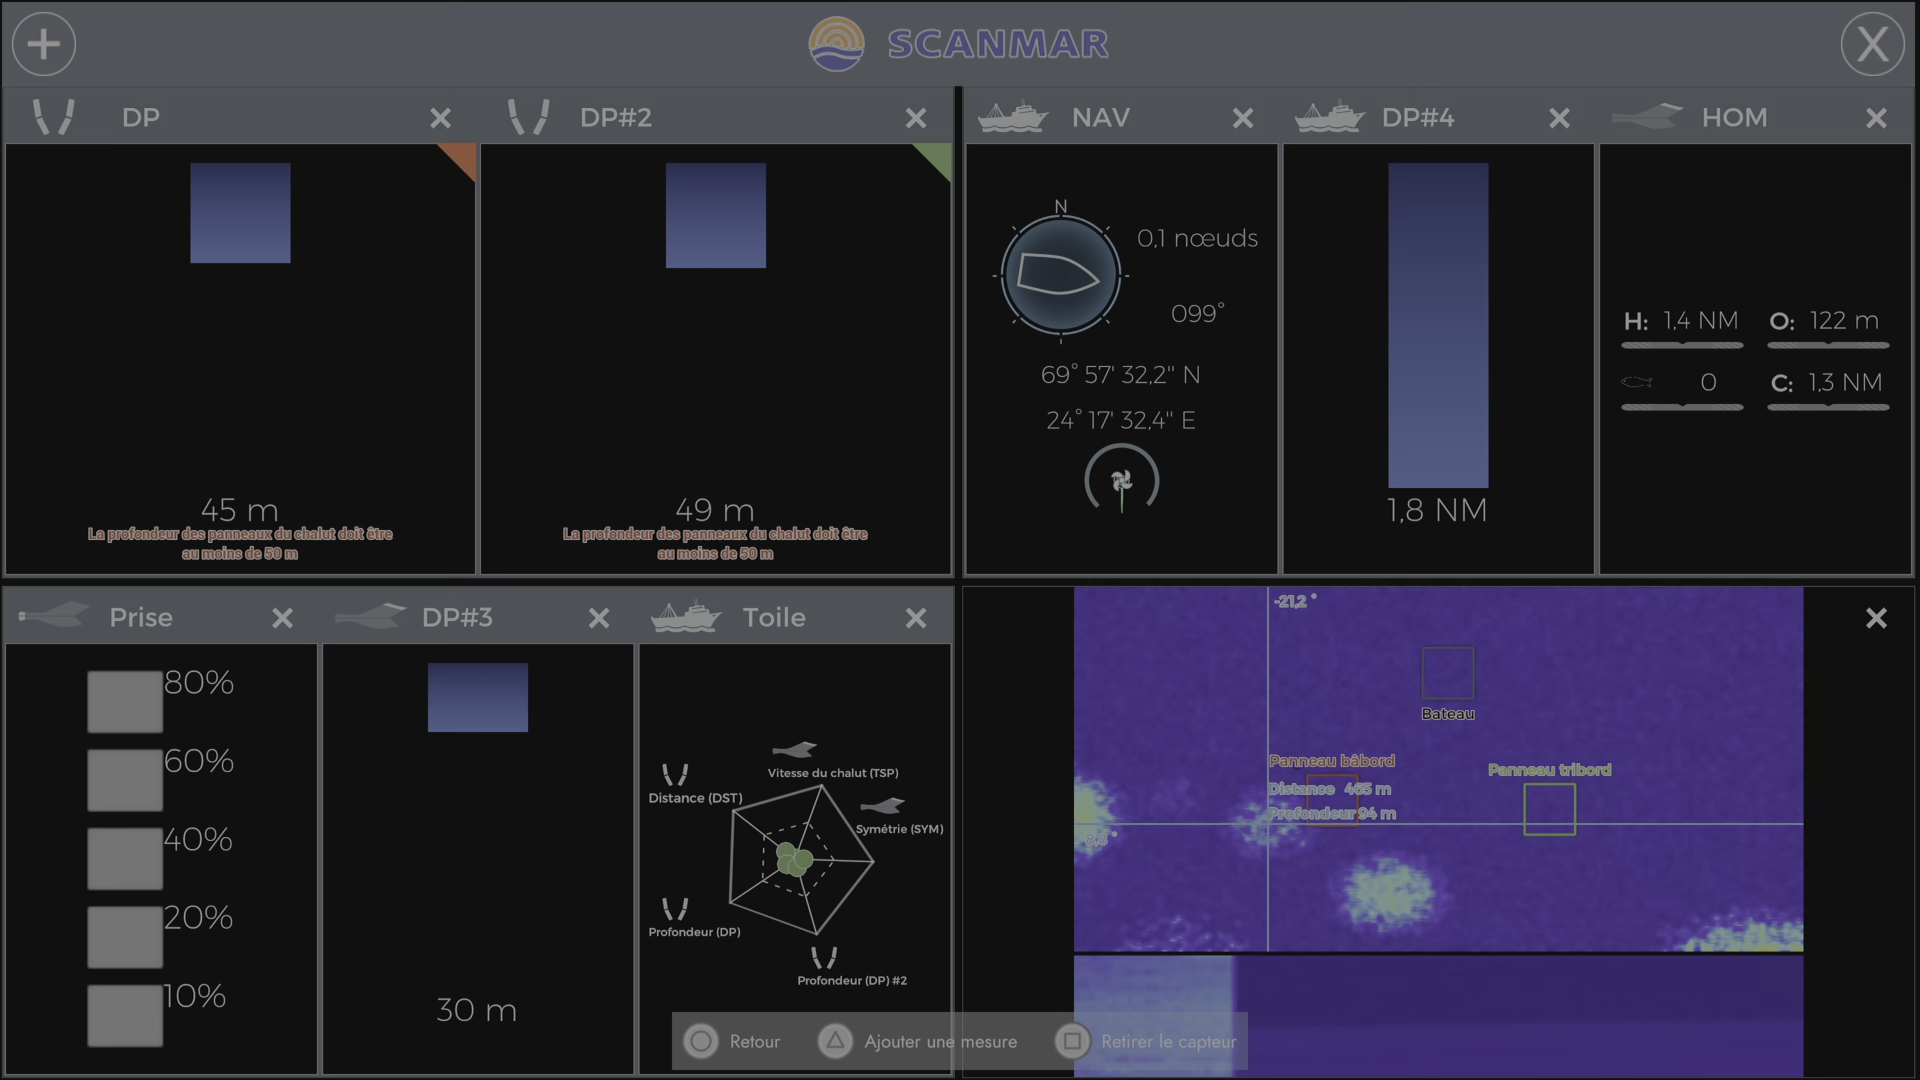 SCANMAR
X
DP
DP#2
NAV
DP#4
HOM
N
0,1 nœuds
099°
69° 57' 32,2" N
24° 17' 32,4" E
H: 1,4 NM
O: 122 m
0
C: 1,3 NM
45 m
La profondeur des panneaux du chalut doit être
au moins de 50 m
49 m
La profondeur des panneaux du chalut doit être
au moins de 50 m
1,8 NM
Prise
DP#3
Toile
80%
60%
40%
20%
10%
30 m
Vitesse du chalut (TSP)
Distance (DST)
Symétrie (SYM)
Profondeur (DP)
Profondeur (DP) #2
-21,2 °
Bateau
Panneau bâbord
Distance 465 m
Profondeur 94 m
Panneau tribord
Retour
Ajouter une mesure
Retirer le capteur